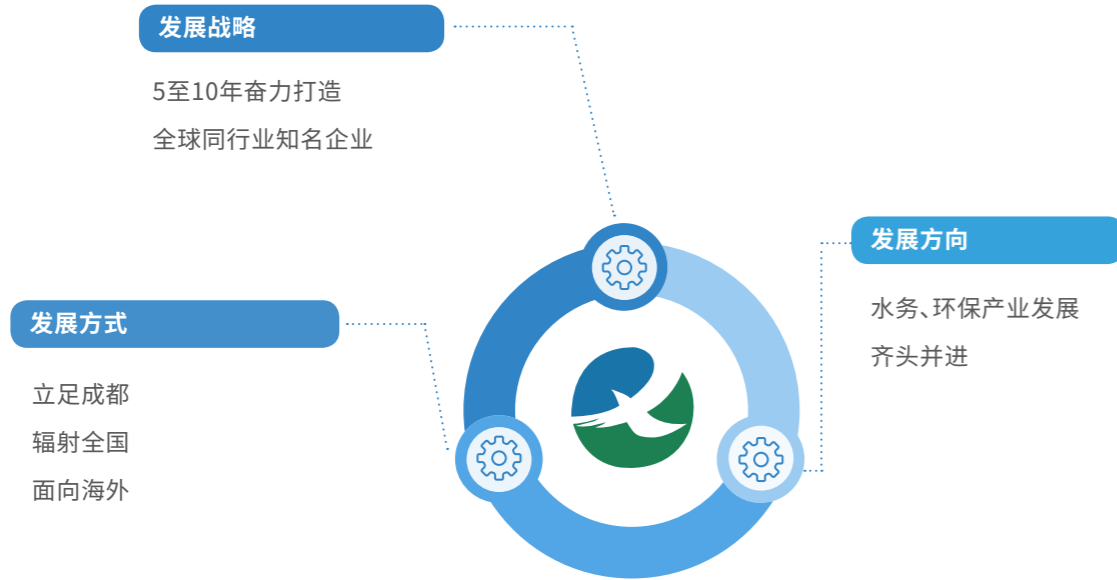 发展战略
5至10年奋力打造
全球同行业知名企业
发展方向
水务、环保产业发展
齐头并进
发展方式
立足成都
辐射全国
面向海外